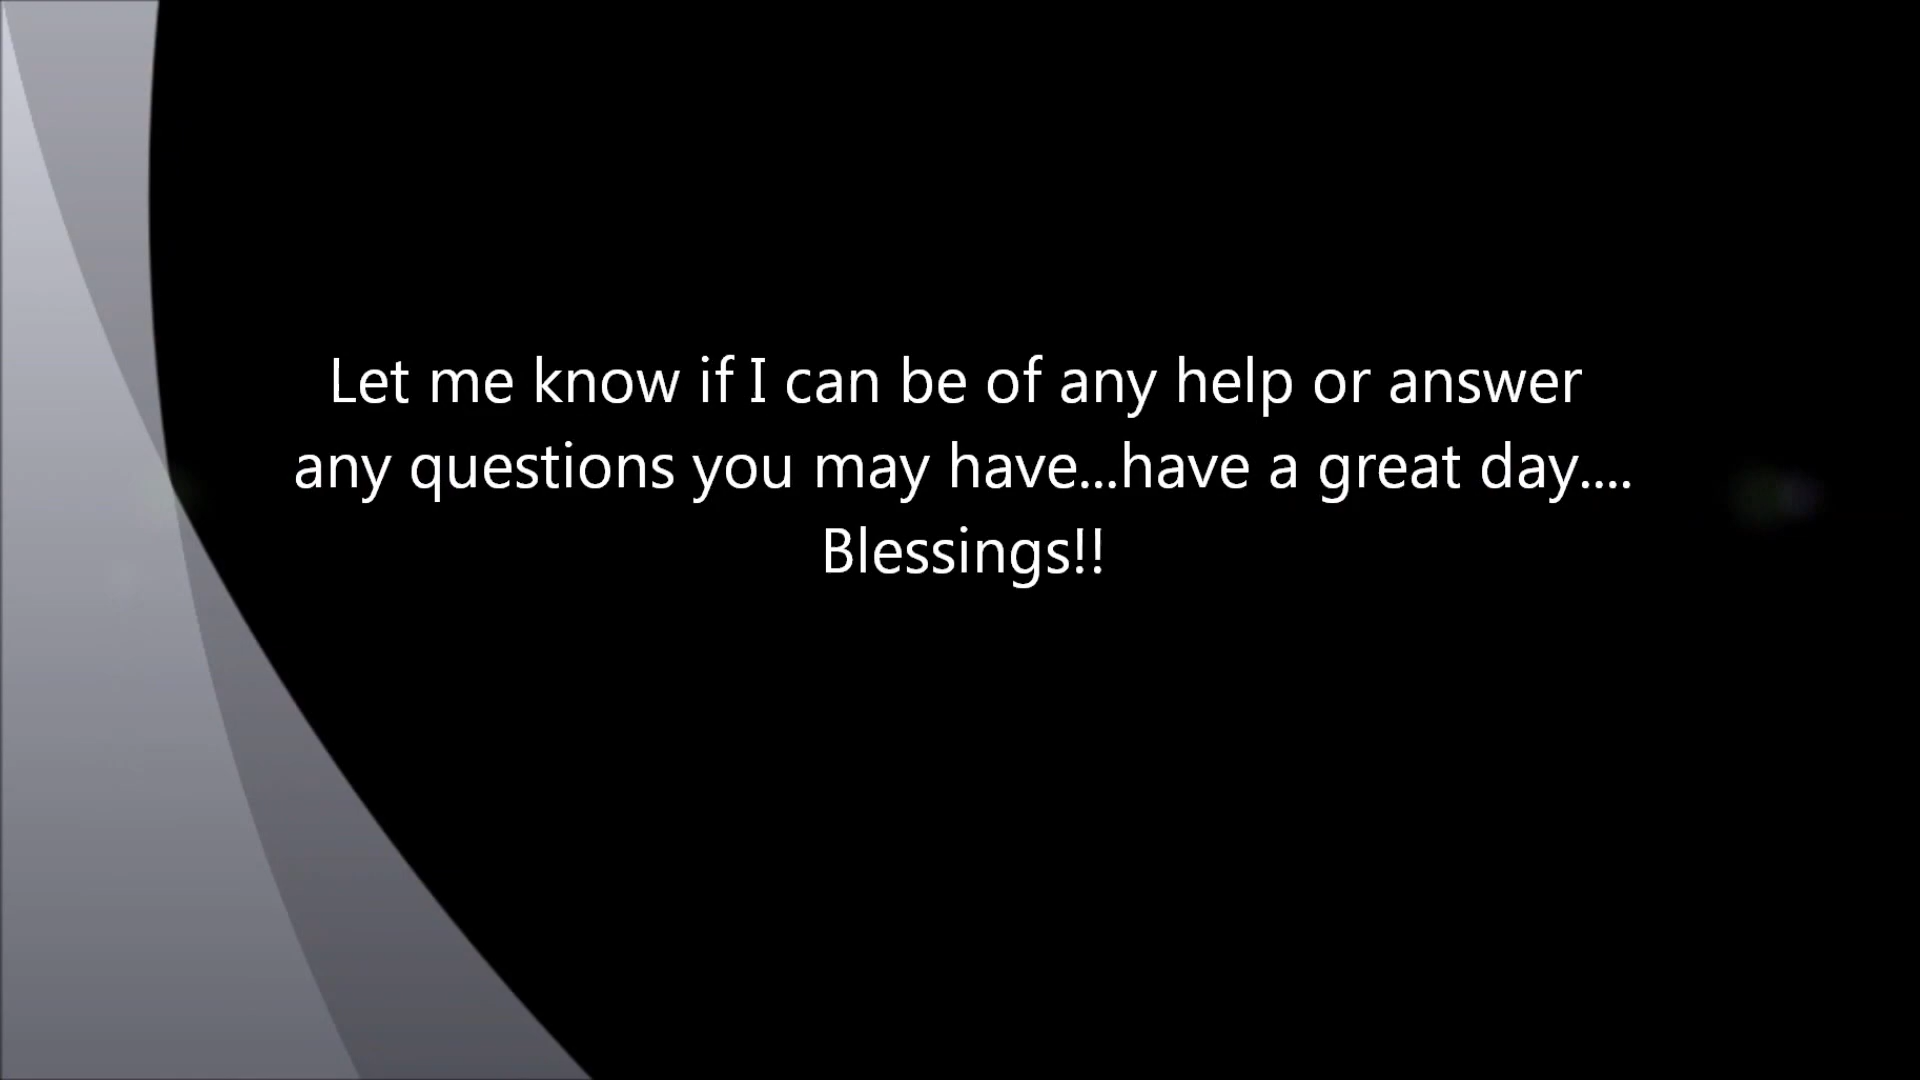 Let me know if I can be of any help or answer
any questions you may have...have a great day....
Blessings!!